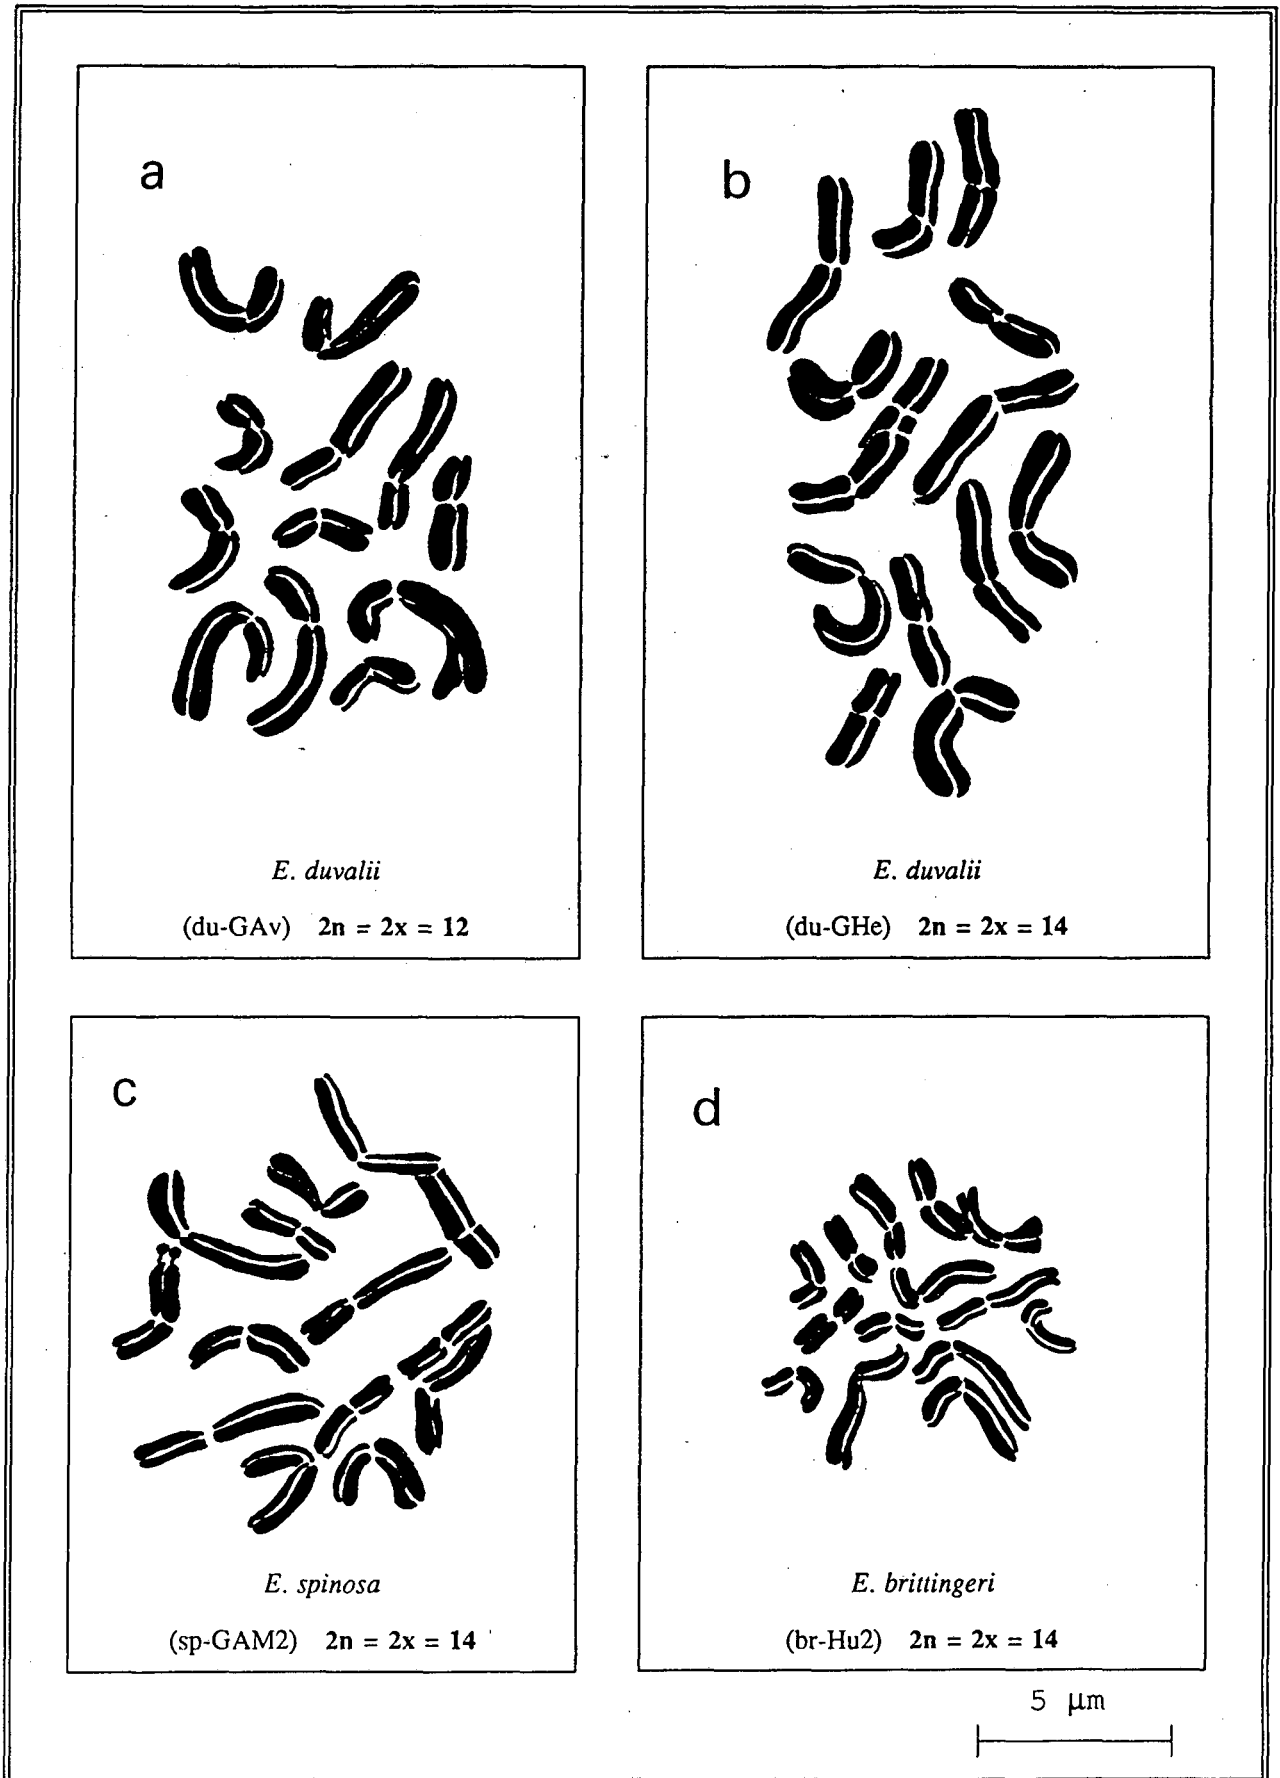 a
b
E. duvalii
(du-GAv) 2n = 2x = 12
E. duvalii
(du-GHe) 2n = 2x = 14
c
d
E. spinosa
(sp-GAM2) 2n = 2x = 14
E. brittingeri
(br-Hu2) 2n = 2x = 14
5 μm